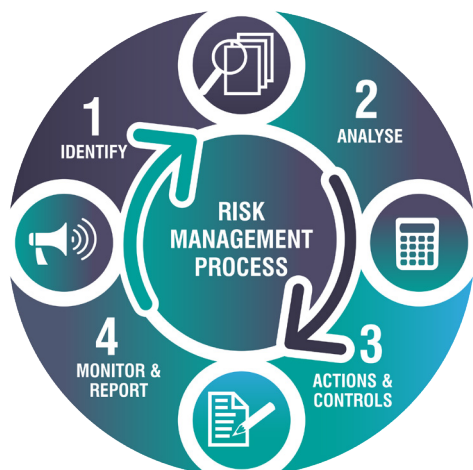 1
IDENTIFY
2
ANALYSE
RISK
MANAGEMENT
PROCESS
3
ACTIONS &
CONTROLS
4
MONITOR &
REPORT